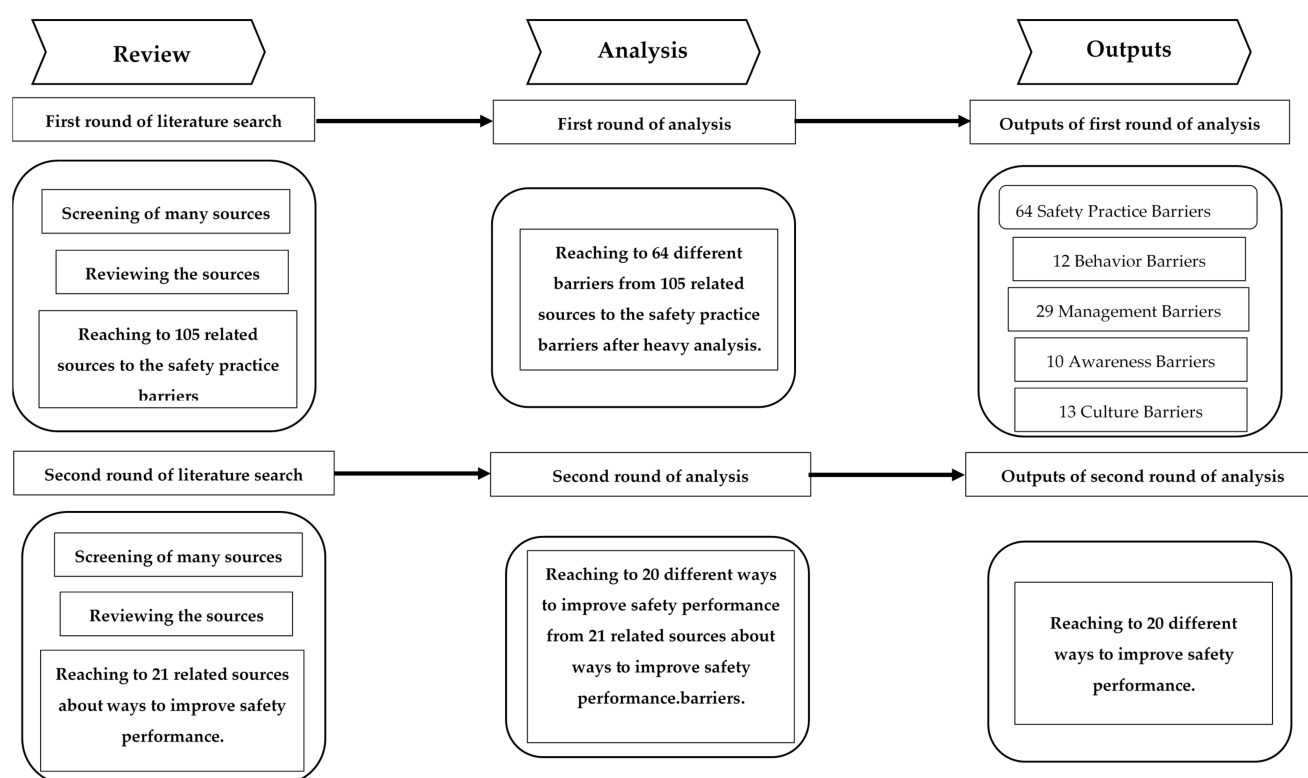 Review
Analysis
Outputs
First round of literature search
First round of analysis
Outputs of first round of analysis
Screening of many sources
Reviewing the sources
Reaching to 105 related
sources to the safety practice
barriers
Reaching to 64 different
barriers from 105 related
sources to the safety practice
barriers after heavy analysis.
64 Safety Practice Barriers
12 Behavior Barriers
29 Management Barriers
10 Awareness Barriers
13 Culture Barriers
Second round of literature search
Second round of analysis
Outputs of second round of analysis
Screening of many sources
Reviewing the sources
Reaching to 21 related sources
about ways to improve safety
performance.
Reaching to 20 different ways
to improve safety performance
from 21 related sources about
ways to improve safety
performance.barriers.
Reaching to 20 different
ways to improve safety
performance.